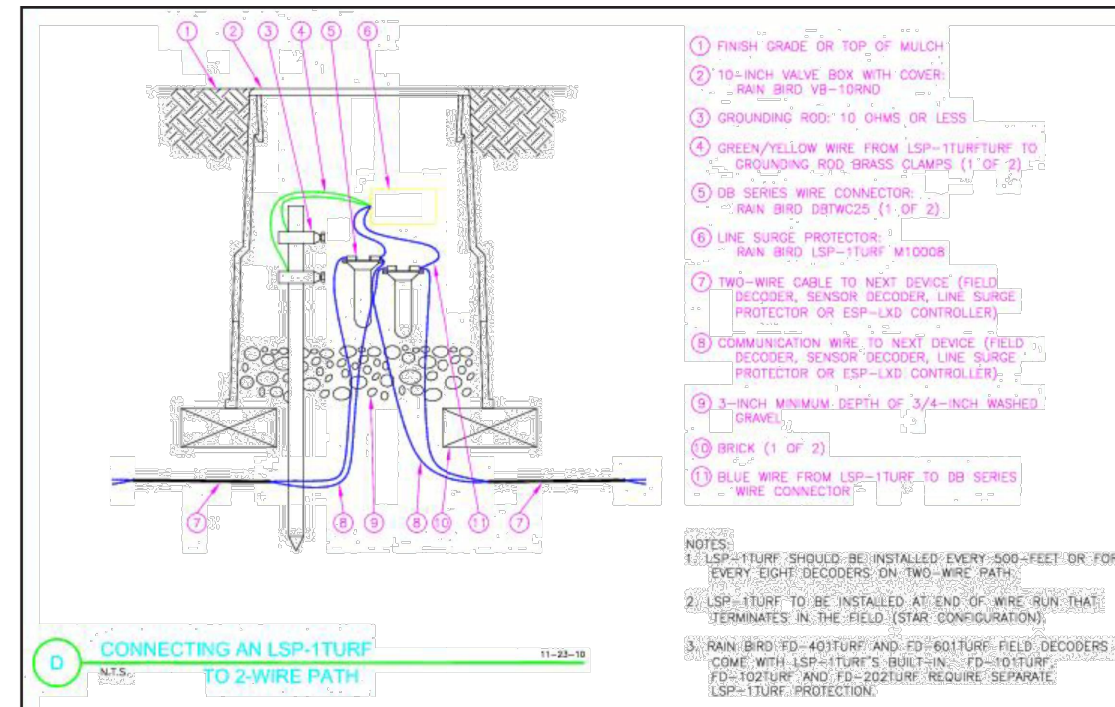 1 2 3 4 5 6
1 FINISH GRADE OR TOP OF MULCH
2 10-INCH VALVE BOX WITH COVER:
RAIN BIRD VB-10RND
3 GROUNDING ROD: 10 OHMS OR LESS
4 GREEN/YELLOW WIRE FROM LSP-1TURFTURF TO
GROUNDING ROD BRASS CLAMPS (1 OF 2)
5 DB SERIES WIRE CONNECTOR:
RAIN BIRD DBTWC25 (1 OF 2)
6 LINE SURGE PROTECTOR:
RAIN BIRD LSP-1TURF M10008
7 TWO-WIRE CABLE TO NEXT DEVICE (FIELD
DECODER, SENSOR DECODER, LINE SURGE
PROTECTOR OR ESP-LXD CONTROLLER)
8 COMMUNICATION WIRE TO NEXT DEVICE (FIELD
DECODER, SENSOR DECODER, LINE SURGE
PROTECTOR OR ESP-LXD CONTROLLER)
9 3-INCH MINIMUM DEPTH OF 3/4-INCH WASHED
GRAVEL
10 BRICK (1 OF 2)
11 BLUE WIRE FROM LSP-1TURF TO DB SERIES
WIRE CONNECTOR
7 8 9 8 10 11 7
NOTES:
1. LSP-1TURF SHOULD BE INSTALLED EVERY 500-FEET OR FOR
EVERY EIGHT DECODERS ON TWO-WIRE PATH.
2. LSP-1TURF TO BE INSTALLED AT END OF WIRE RUN THAT
TERMINATES IN THE FIELD (STAR CONFIGURATION).
3. RAIN BIRD FD-401TURF AND FD-601TURF FIELD DECODERS
COME WITH LSP-1TURF'S BUILT-IN. FD-101TURF,
FD-102TURF AND FD-202TURF REQUIRE SEPARATE
LSP-1TURF PROTECTION.
D CONNECTING AN LSP-1TURF
TO 2-WIRE PATH
N.T.S.
11-23-10